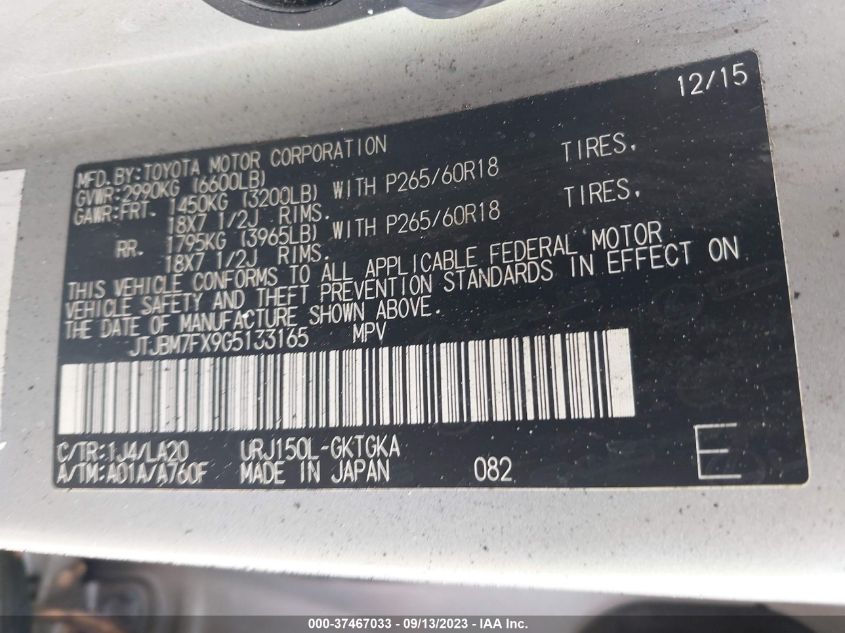 12/15
MFD.BY:TOYOTA MOTOR CORPORATION
GVWR:2990KG (6600LB)
GAWR:FRT. 1450KG (3200LB) WITH P265/60R18 TIRES,
18X7 1/2J RIMS.
RR. 1795KG (3965LB) WITH P265/60R18 TIRES,
18X7 1/2J RIMS.
THIS VEHICLE CONFORMS TO ALL APPLICABLE FEDERAL MOTOR
VEHICLE SAFETY AND THEFT PREVENTION STANDARDS IN EFFECT ON
THE DATE OF MANUFACTURE SHOWN ABOVE.
JTJBM7FX9G5133165 MPV
C/TR:1J4/LA20 URJ150L-GKTGKA
A/TM:A01A/A760F MADE IN JAPAN 082 E
000-37467033 - 09/13/2023 - IAA Inc.